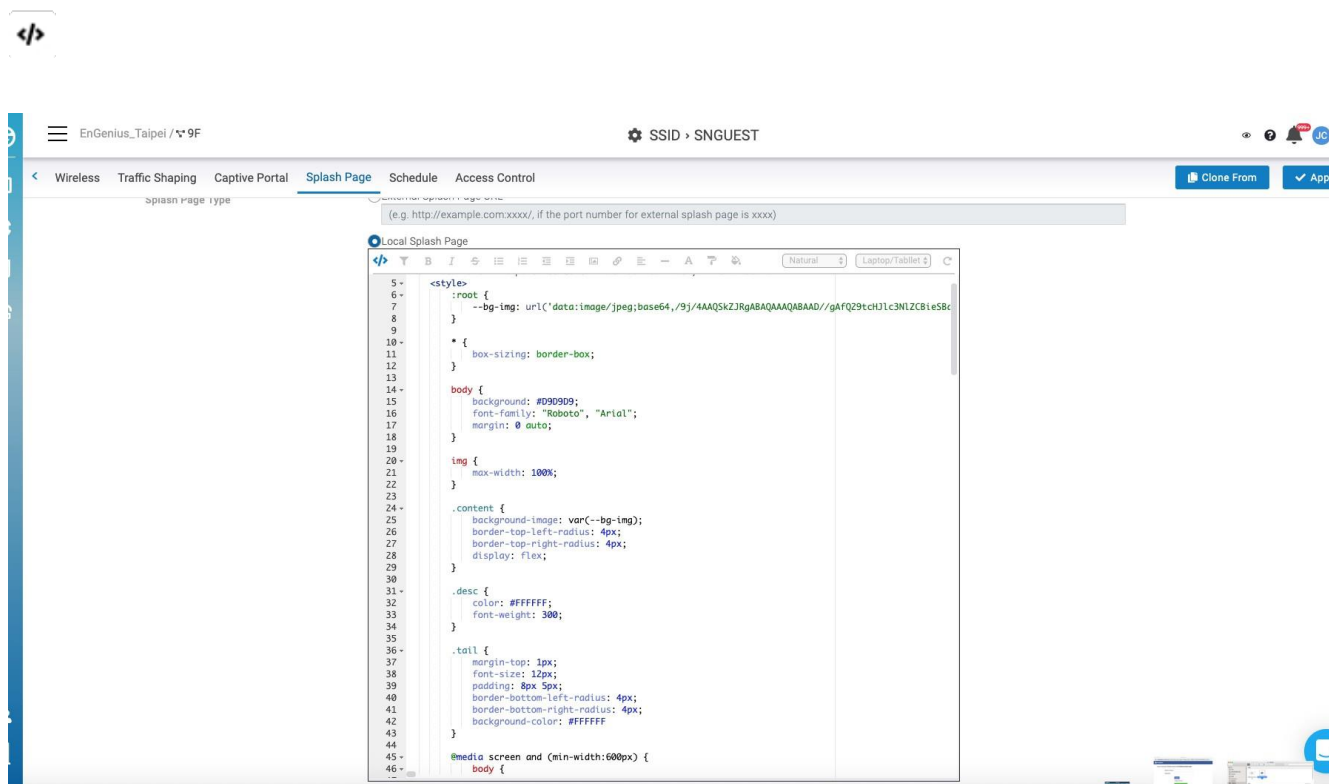 </>
EnGenius_Taipei / 9F
SSID › SNGUEST
99+
JC
Wireless Traffic Shaping Captive Portal Splash Page Schedule Access Control
Clone From
App
Splash Page Type
External Splash Page URL
(e.g. http://example.com:xxxx/, if the port number for external splash page is xxxx)
Local Splash Page
</> B I S A Natural Laptop/Tablet
5 <style>
6 :root {
7 --bg-img: url('data:image/jpeg;base64,/9j/4AAQSkZJRgABAQAAAQABAAD//gAfQ29tcHJlc3NlZCBieSBd
8 }
9
10 * {
11 box-sizing: border-box;
12 }
13
14 body {
15 background: #D9D9D9;
16 font-family: "Roboto", "Arial";
17 margin: 0 auto;
18 }
19
20 img {
21 max-width: 100%;
22 }
23
24 .content {
25 background-image: var(--bg-img);
26 border-top-left-radius: 4px;
27 border-top-right-radius: 4px;
28 display: flex;
29 }
30
31 .desc {
32 color: #FFFFFF;
33 font-weight: 300;
34 }
35
36 .tail {
37 margin-top: 1px;
38 font-size: 12px;
39 padding: 8px 5px;
40 border-bottom-left-radius: 4px;
41 border-bottom-right-radius: 4px;
42 background-color: #FFFFFF
43 }
44
45 @media screen and (min-width:600px) {
46 body {